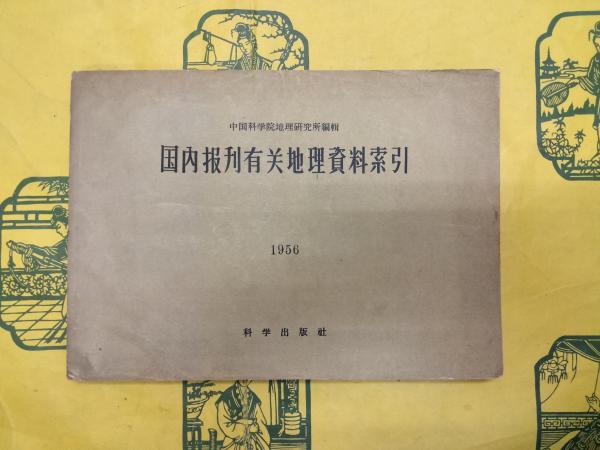 中国科学院地理研究所編輯
国内报刊有关地理資料索引
1956
科学出版社